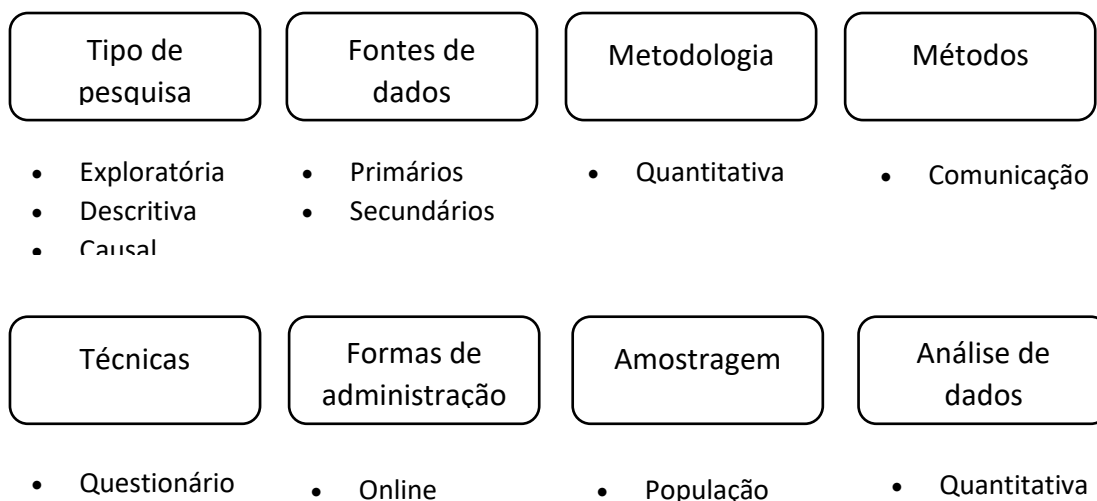 Tipo de pesquisa
Fontes de dados
Metodologia
Métodos
• Exploratória
• Descritiva
• Causal
• Primários
• Secundários
• Quantitativa
• Comunicação
Técnicas
Formas de administração
Amostragem
Análise de dados
• Questionário
• Online
• População
• Quantitativa